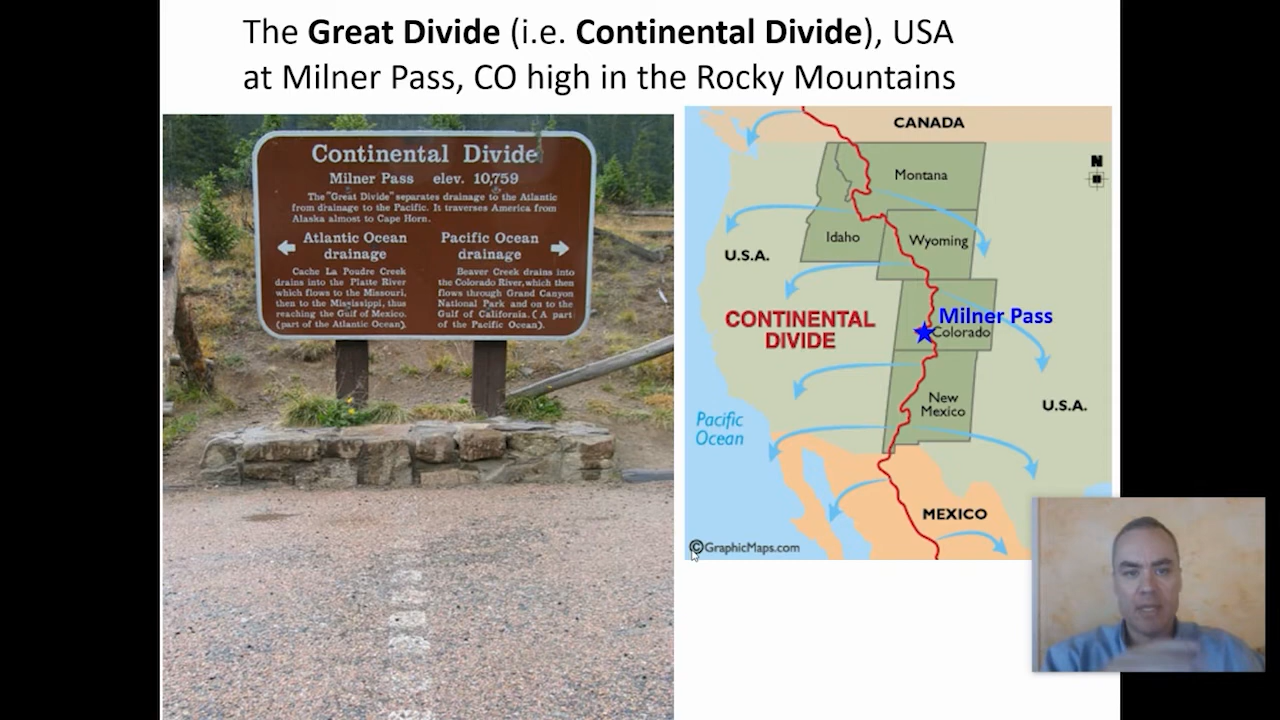 The Great Divide (i.e. Continental Divide), USA
at Milner Pass, CO high in the Rocky Mountains
Continental Divide
Milner Pass elev. 10,759
The "Great Divide" separates drainage to the Atlantic
from drainage to the Pacific. It traverses America from
Alaska almost to Cape Horn.
Atlantic Ocean
drainage
Cache La Poudre Creek
drains into the Platte River
which flows to the Missouri,
then to the Mississippi, thus
reaching the Gulf of Mexico.
(part of the Atlantic Ocean).
Pacific Ocean
drainage
Beaver Creek drains into
the Colorado River, which then
flows through Grand Canyon
National Park and on to the
Gulf of California. (A part
of the Pacific Ocean).
CANADA
N
Montana
Idaho
Wyoming
U.S.A.
CONTINENTAL
DIVIDE
Milner Pass
Colorado
New
Mexico
U.S.A.
Pacific
Ocean
MEXICO
©GraphicMaps.com